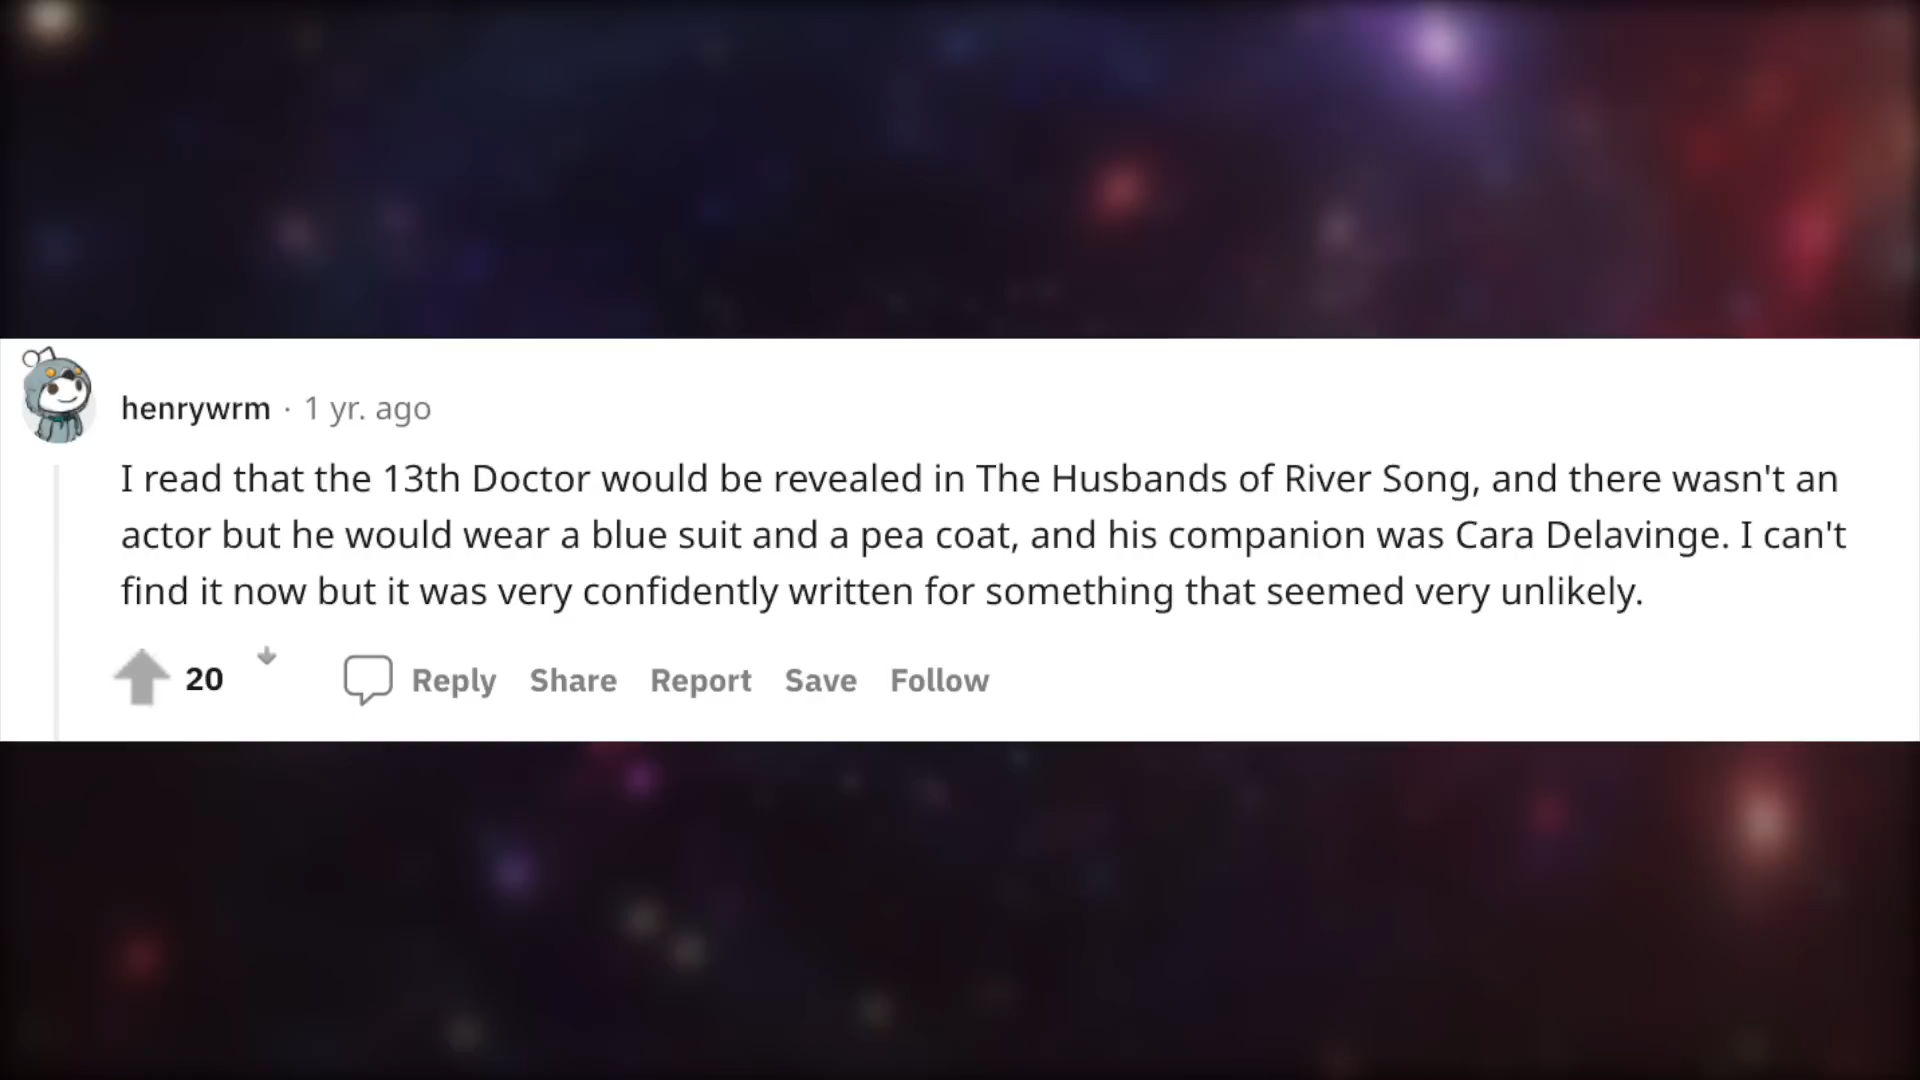 henrywrm · 1 yr. ago
I read that the 13th Doctor would be revealed in The Husbands of River Song, and there wasn't an
actor but he would wear a blue suit and a pea coat, and his companion was Cara Delavinge. I can't
find it now but it was very confidently written for something that seemed very unlikely.
20 Reply Share Report Save Follow